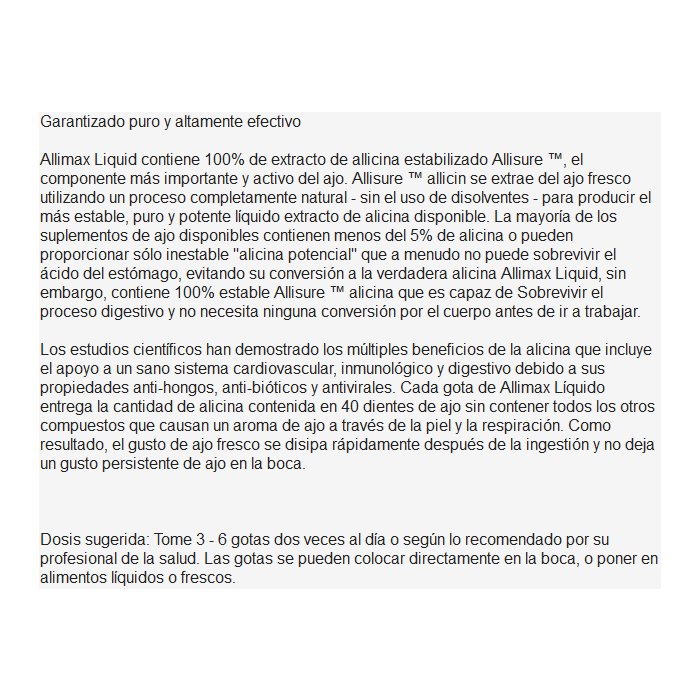 Garantizado puro y altamente efectivo
Allimax Liquid contiene 100% de extracto de allicina estabilizado Allisure ™, el
componente más importante y activo del ajo. Allisure ™ allicin se extrae del ajo fresco
utilizando un proceso completamente natural - sin el uso de disolventes - para producir el
más estable, puro y potente líquido extracto de alicina disponible. La mayoría de los
suplementos de ajo disponibles contienen menos del 5% de alicina o pueden
proporcionar sólo inestable "alicina potencial" que a menudo no puede sobrevivir el
ácido del estómago, evitando su conversión a la verdadera alicina Allimax Liquid, sin
embargo, contiene 100% estable Allisure ™ alicina que es capaz de Sobrevivir el
proceso digestivo y no necesita ninguna conversión por el cuerpo antes de ir a trabajar.
Los estudios científicos han demostrado los múltiples beneficios de la alicina que incluye
el apoyo a un sano sistema cardiovascular, inmunológico y digestivo debido a sus
propiedades anti-hongos, anti-bióticos y antivirales. Cada gota de Allimax Líquido
entrega la cantidad de alicina contenida en 40 dientes de ajo sin contener todos los otros
compuestos que causan un aroma de ajo a través de la piel y la respiración. Como
resultado, el gusto de ajo fresco se disipa rápidamente después de la ingestión y no deja
un gusto persistente de ajo en la boca.
Dosis sugerida: Tome 3 - 6 gotas dos veces al día o según lo recomendado por su
profesional de la salud. Las gotas se pueden colocar directamente en la boca, o poner en
alimentos líquidos o frescos.